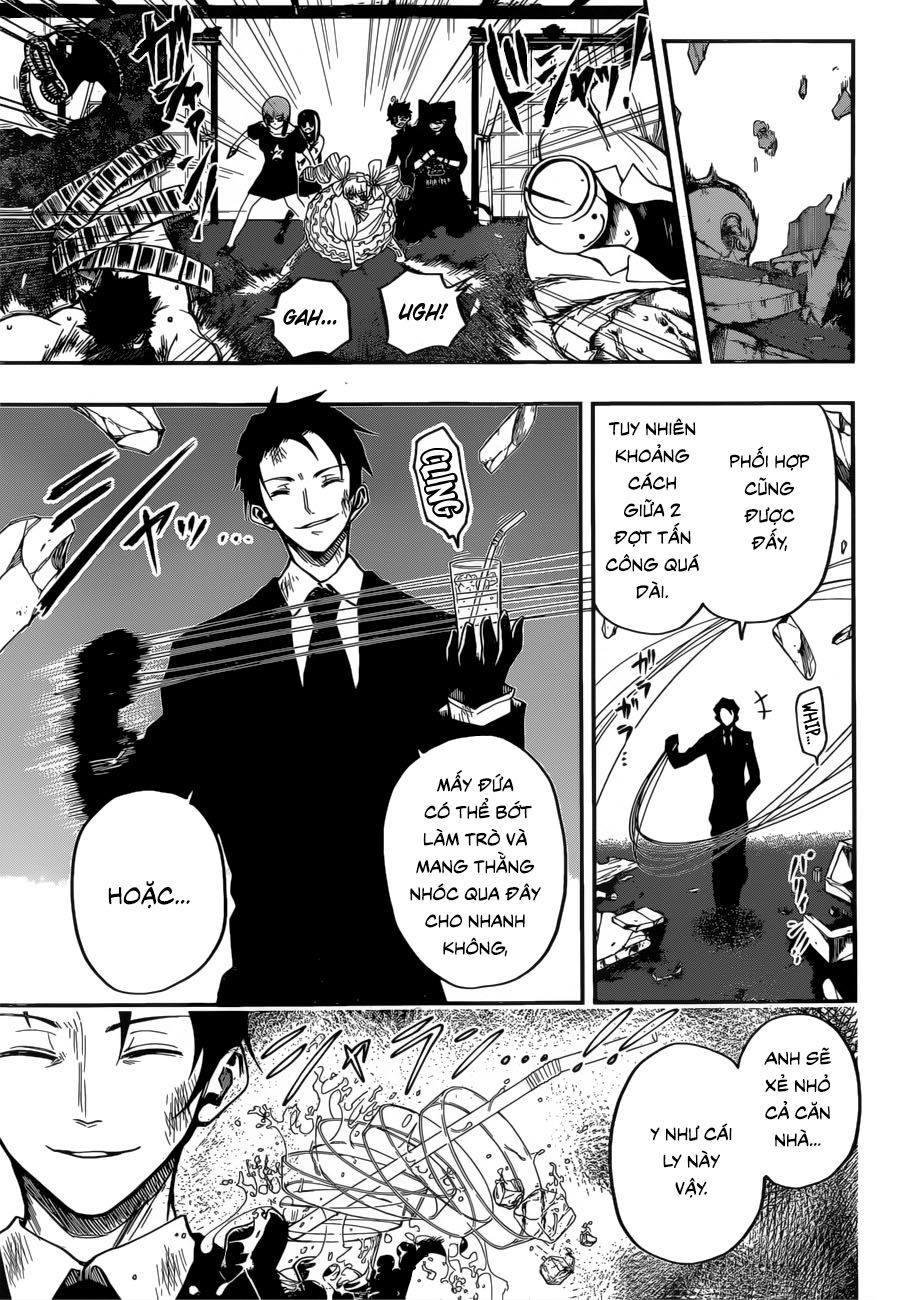 UGH!
GAH...
PHỐI HỢP
CŨNG
ĐƯỢC
ĐẤY,
TUY NHIÊN
KHOẢNG
CÁCH
GIỮA 2
ĐỢT TẤN
CÔNG QUÁ
DÀI.
WHIP...
CLING
MẤY ĐỨA
CÓ THỂ BỚT
LÀM TRÒ VÀ
MANG THẰNG
NHÓC QUA ĐÂY
CHO NHANH
KHÔNG,
HOẶC...
ANH SẼ
XẺ NHỎ
CẢ CĂN
NHÀ...
Y NHƯ CÁI
LY NÀY
VẬY.